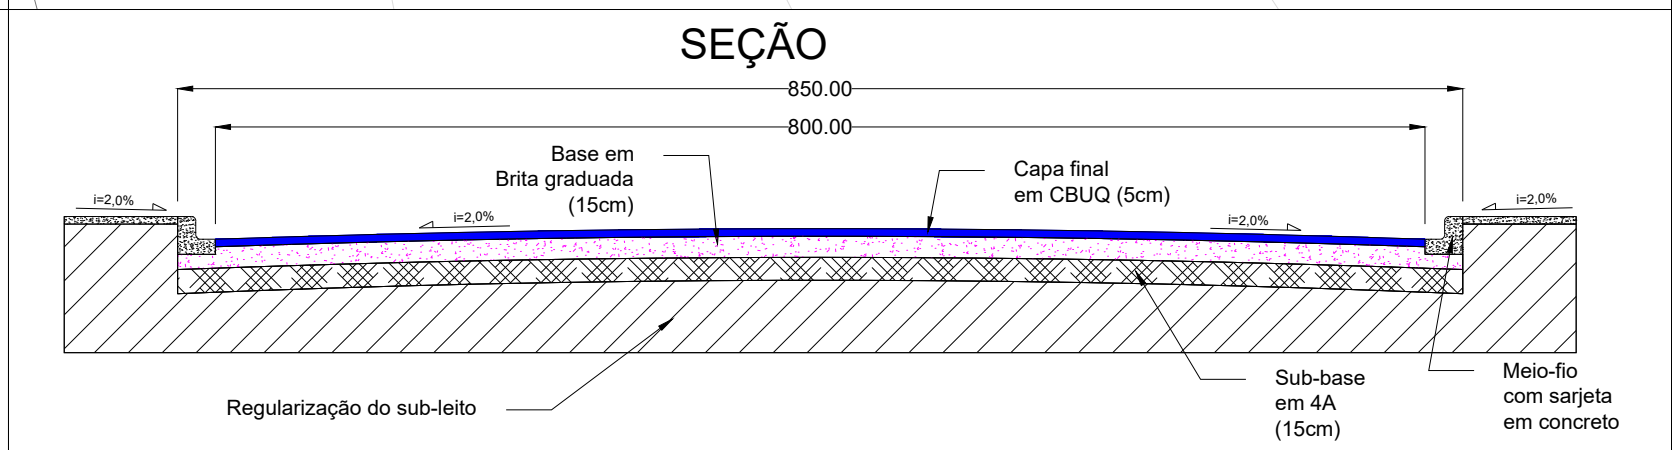 SEÇÃO
850.00
800.00
Base em
Brita graduada
(15cm)
Capa final
em CBUQ (5cm)
i=2,0%
i=2,0%
i=2,0%
i=2,0%
Regularização do sub-leito
Sub-base
em 4A
(15cm)
Meio-fio
com sarjeta
em concreto